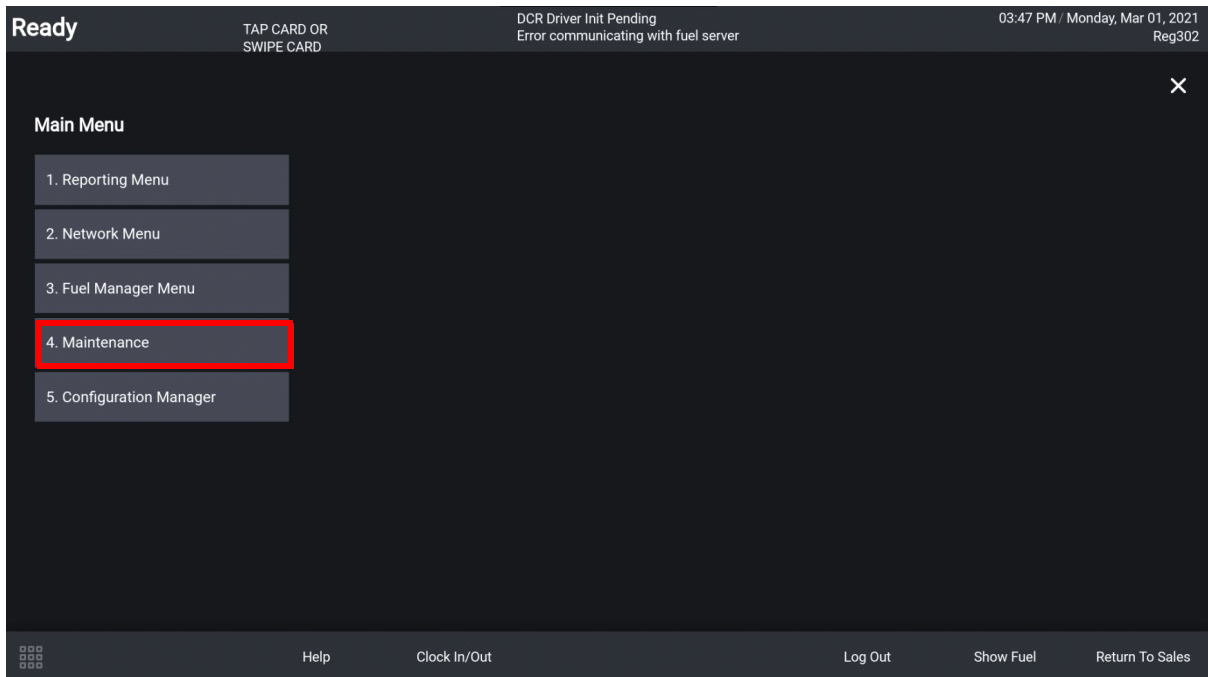 Ready
TAP CARD OR
SWIPE CARD
DCR Driver Init Pending
Error communicating with fuel server
03:47 PM / Monday, Mar 01, 2021
Reg302
Main Menu
1. Reporting Menu
2. Network Menu
3. Fuel Manager Menu
4. Maintenance
5. Configuration Manager
Help
Clock In/Out
Log Out
Show Fuel
Return To Sales